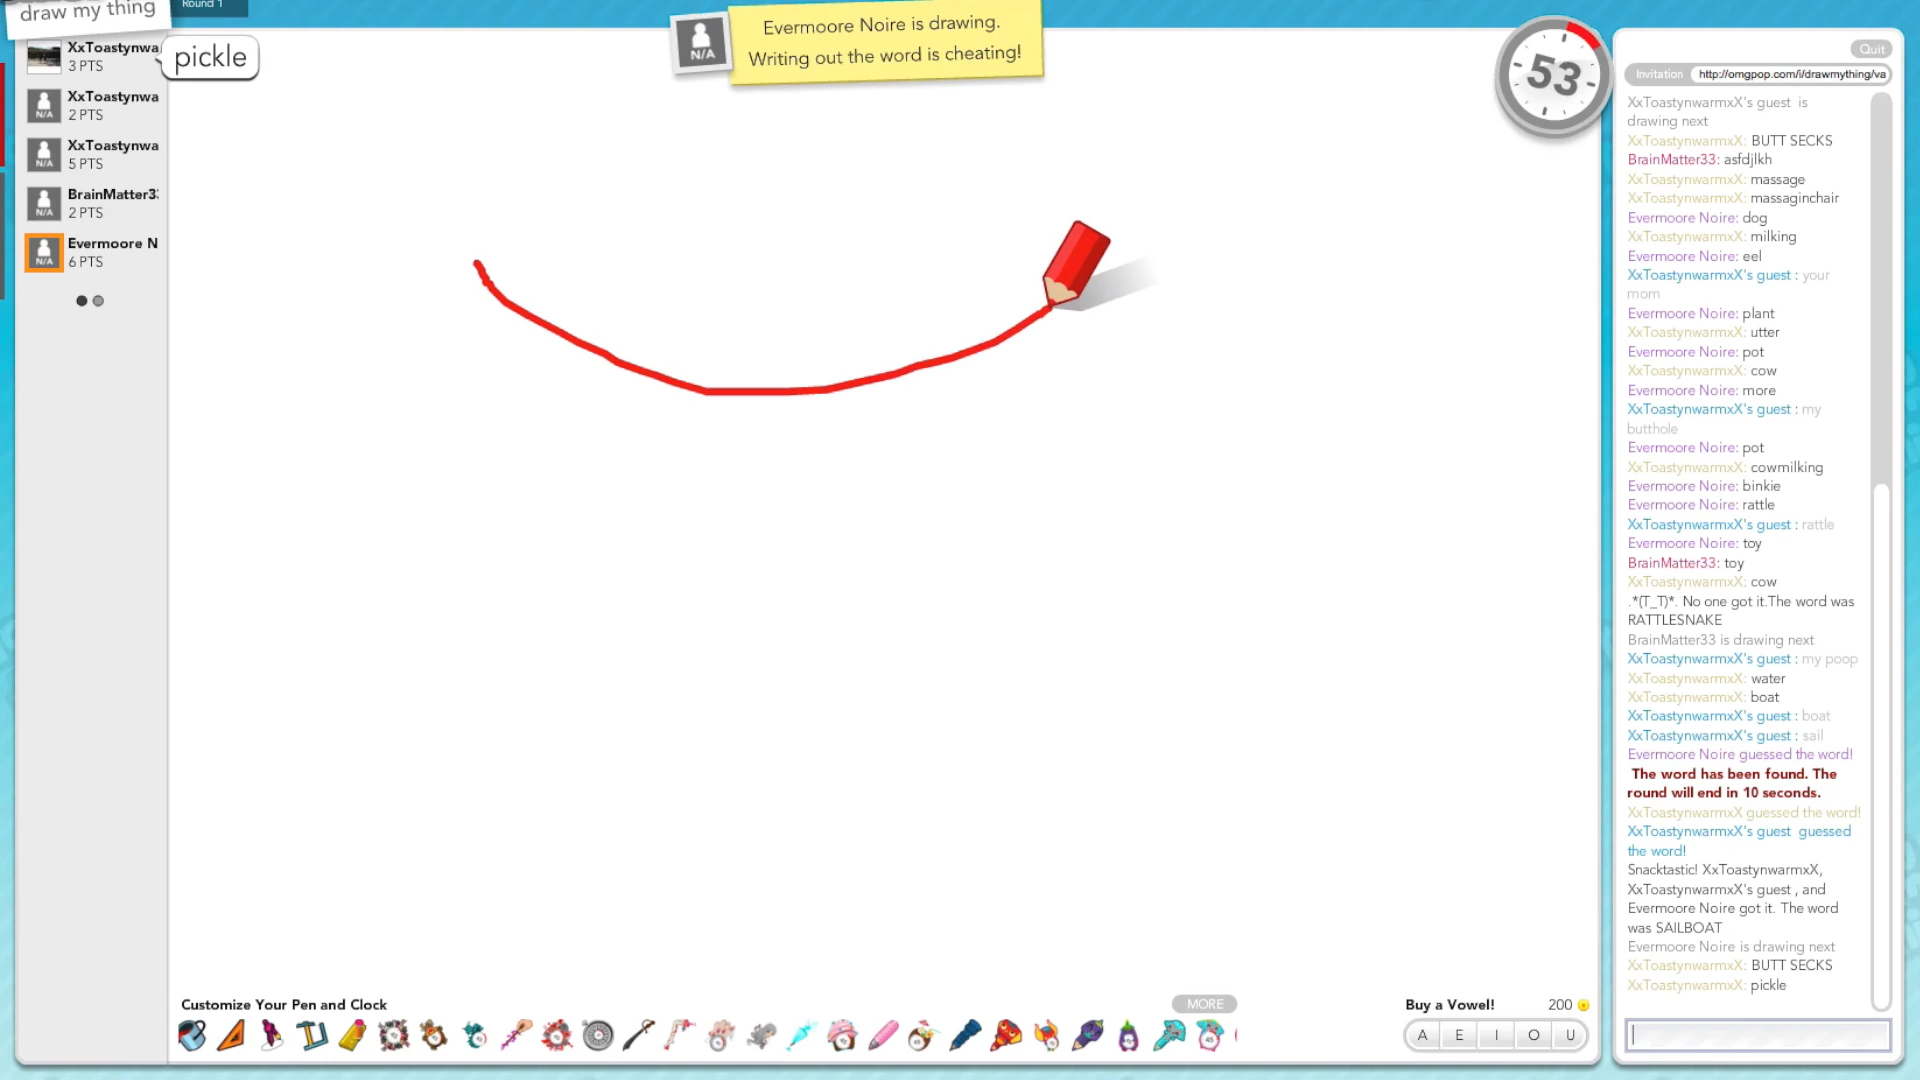 draw my thing
Round 1
XxToastynwa
3 PTS
pickle
XxToastynwa
2 PTS
XxToastynwa
5 PTS
BrainMatter3
2 PTS
Evermoore N
6 PTS
N/A
N/A
N/A
N/A
N/A
Evermoore Noire is drawing.
Writing out the word is cheating!
53
Quit
Invitation http://omgpop.com/i/drawmything/va
XxToastynwarmxX's guest is
drawing next
XxToastynwarmxX: BUTT SECKS
BrainMatter33: asfdjlkh
XxToastynwarmxX: massage
XxToastynwarmxX: massaginchair
Evermoore Noire: dog
XxToastynwarmxX: milking
Evermoore Noire: eel
XxToastynwarmxX's guest : your
mom
Evermoore Noire: plant
XxToastynwarmxX: utter
Evermoore Noire: pot
XxToastynwarmxX: cow
Evermoore Noire: more
XxToastynwarmxX's guest : my
butthole
Evermoore Noire: pot
XxToastynwarmxX: cowmilking
Evermoore Noire: binkie
Evermoore Noire: rattle
XxToastynwarmxX's guest : rattle
Evermoore Noire: toy
BrainMatter33: toy
XxToastynwarmxX: cow
.*(T_T)*. No one got it.The word was
RATTLESNAKE
BrainMatter33 is drawing next
XxToastynwarmxX's guest : my poop
XxToastynwarmxX: water
XxToastynwarmxX: boat
XxToastynwarmxX's guest : boat
XxToastynwarmxX's guest : sail
Evermoore Noire guessed the word!
The word has been found. The
round will end in 10 seconds.
XxToastynwarmxX guessed the word!
XxToastynwarmxX's guest guessed
the word!
Snacktastic! XxToastynwarmxX,
XxToastynwarmxX's guest , and
Evermoore Noire got it. The word
was SAILBOAT
Evermoore Noire is drawing next
XxToastynwarmxX: BUTT SECKS
XxToastynwarmxX: pickle
Customize Your Pen and Clock
MORE
Buy a Vowel! 200
A E I O U